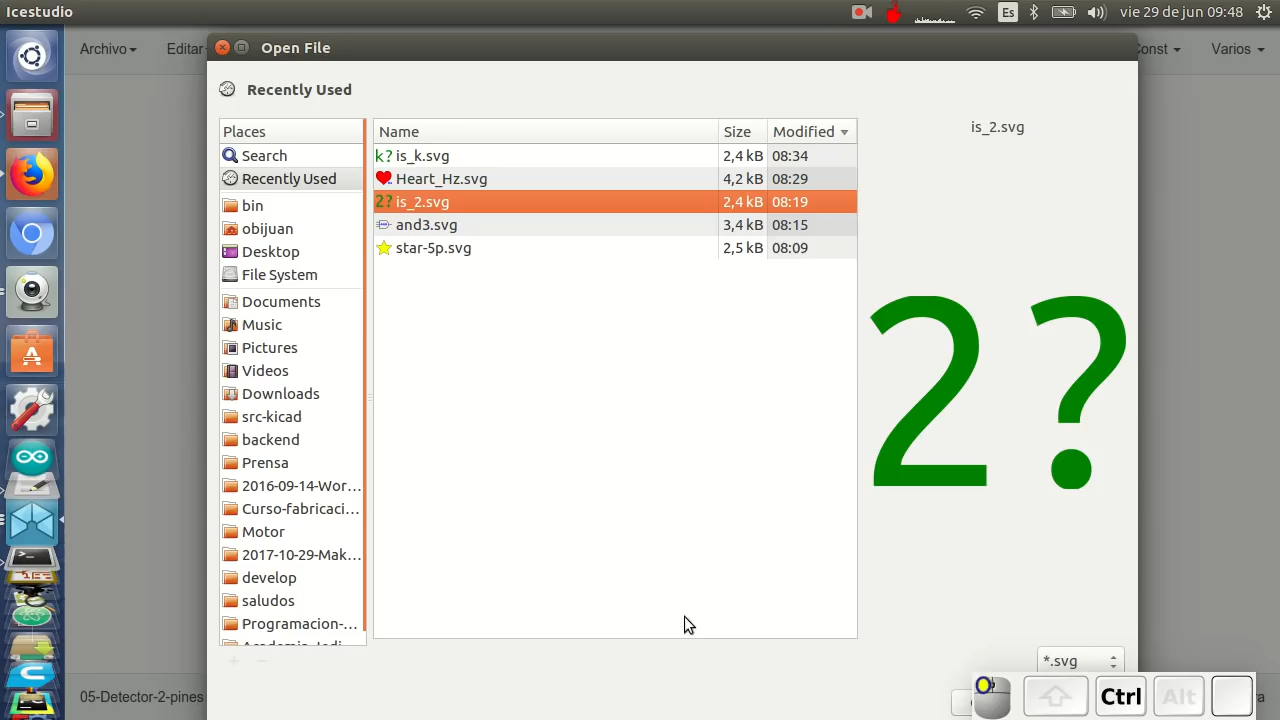 Icestudio
Es
vie 29 de jun 09:48
Archivo
Editar
Open File
Const
Varios
Recently Used
Places
Name
Size
Modified
is_2.svg
Search
Recently Used
bin
obijuan
Desktop
File System
Documents
Music
Pictures
Videos
Downloads
src-kicad
backend
Prensa
2016-09-14-Wor...
Curso-fabricaci...
Motor
2017-10-29-Mak...
develop
saludos
Programacion-...
k? is_k.svg 2,4 kB 08:34
Heart_Hz.svg 4,2 kB 08:29
2? is_2.svg 2,4 kB 08:19
and3.svg 3,4 kB 08:15
star-5p.svg 2,5 kB 08:09
2?
*.svg
05-Detector-2-pines
Ctrl
Alt